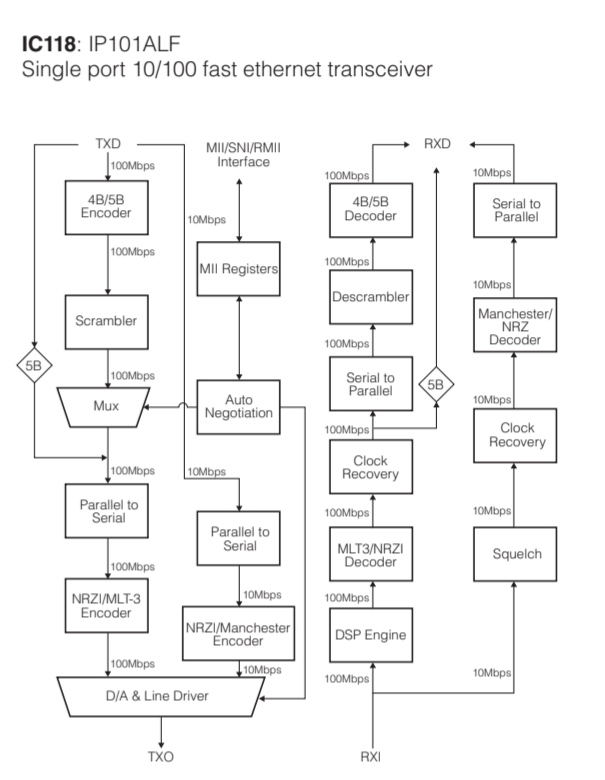 IC118: IP101ALF
Single port 10/100 fast ethernet transceiver
TXD
100Mbps
4B/5B
Encoder
100Mbps
Scrambler
100Mbps
5B
Mux
100Mbps
Parallel to
Serial
100Mbps
NRZI/MLT-3
Encoder
100Mbps
D/A & Line Driver
TXO
MII/SNI/RMII
Interface
10Mbps
MII Registers
Auto
Negotiation
10Mbps
Parallel to
Serial
10Mbps
NRZI/Manchester
Encoder
10Mbps
RXD
100Mbps
4B/5B
Decoder
100Mbps
Descrambler
100Mbps
Serial to
Parallel
5B
100Mbps
Clock
Recovery
100Mbps
MLT3/NRZI
Decoder
100Mbps
DSP Engine
100Mbps
RXI
10Mbps
Serial to
Parallel
10Mbps
Manchester/
NRZ
Decoder
10Mbps
Clock
Recovery
10Mbps
Squelch
10Mbps